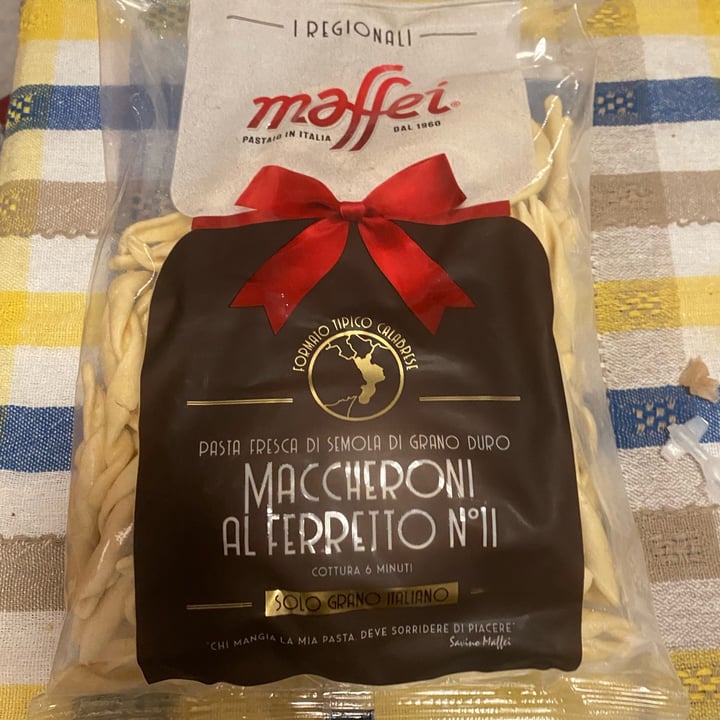 I REGIONALI
maffei®
PASTAIO IN ITALIA DAL 1960
FORMATO TIPICO CALABRESE
PASTA FRESCA DI SEMOLA DI GRANO DURO
MACCHERONI
AL FERRETTO N°11
COTTURA 6 MINUTI
SOLO GRANO ITALIANO
"CHI MANGIA LA MIA PASTA, DEVE SORRIDERE DI PIACERE"
Savino Maffei